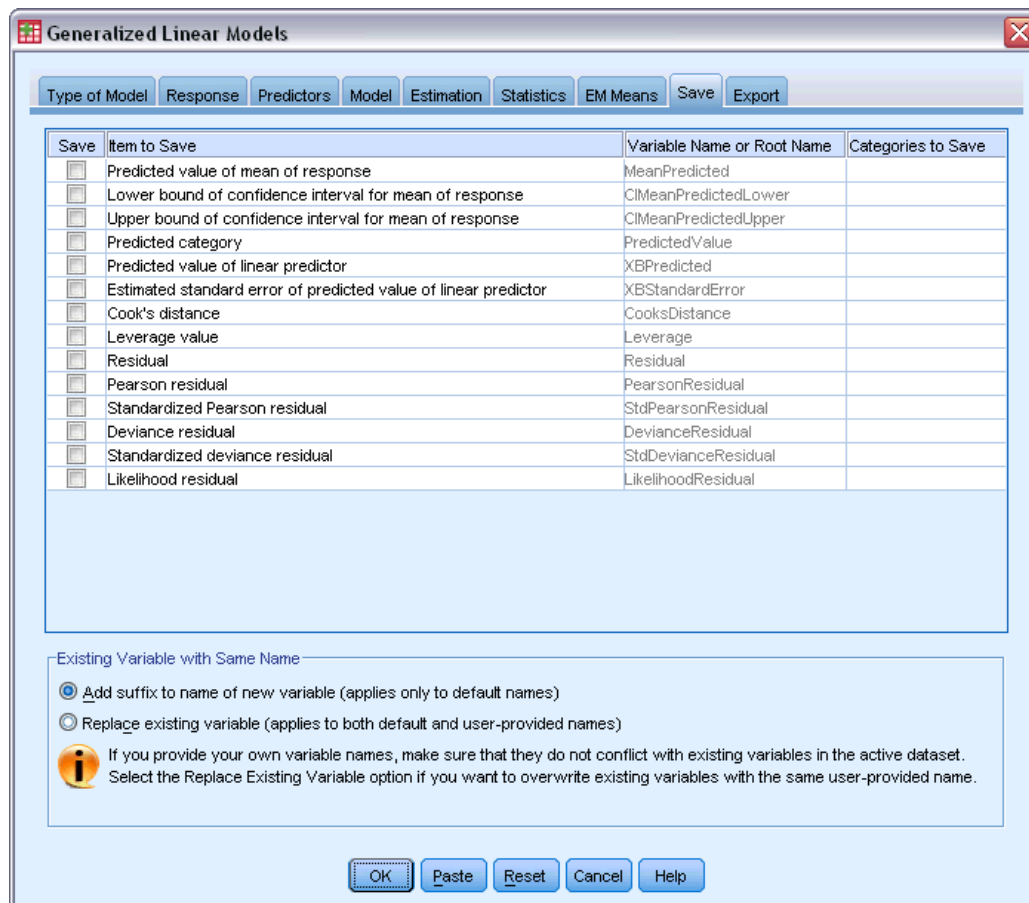 Generalized Linear Models
Type of Model Response Predictors Model Estimation Statistics EM Means Save Export
Save Item to Save Variable Name or Root Name Categories to Save
Predicted value of mean of response MeanPredicted
Lower bound of confidence interval for mean of response CIMeanPredictedLower
Upper bound of confidence interval for mean of response CIMeanPredictedUpper
Predicted category PredictedValue
Predicted value of linear predictor XBPredicted
Estimated standard error of predicted value of linear predictor XBStandardError
Cook's distance CooksDistance
Leverage value Leverage
Residual Residual
Pearson residual PearsonResidual
Standardized Pearson residual StdPearsonResidual
Deviance residual DevianceResidual
Standardized deviance residual StdDevianceResidual
Likelihood residual LikelihoodResidual
Existing Variable with Same Name
Add suffix to name of new variable (applies only to default names)
Replace existing variable (applies to both default and user-provided names)
If you provide your own variable names, make sure that they do not conflict with existing variables in the active dataset.
Select the Replace Existing Variable option if you want to overwrite existing variables with the same user-provided name.
OK Paste Reset Cancel Help